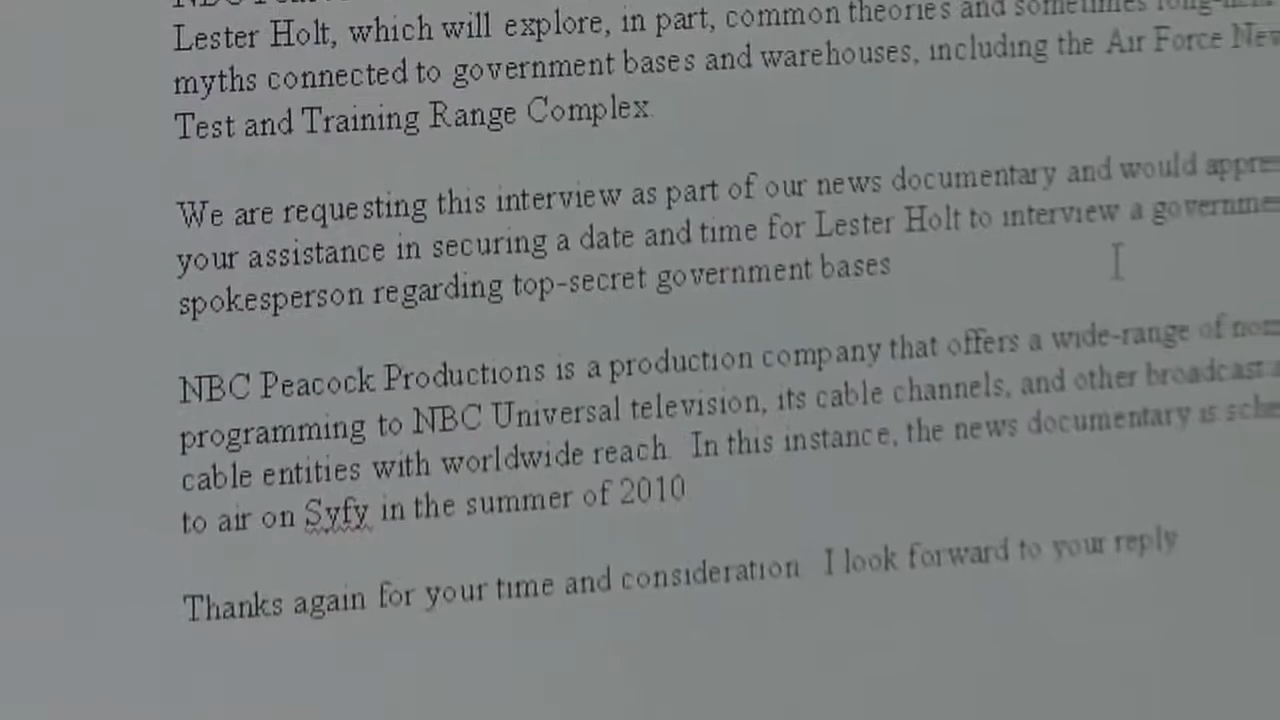 Lester Holt, which will explore, in part, common theories and sometimes
myths connected to government bases and warehouses, including the Air Force
Test and Training Range Complex.
We are requesting this interview as part of our news documentary and would
your assistance in securing a date and time for Lester Holt to interview a
spokesperson regarding top-secret government bases
NBC Peacock Productions is a production company that offers a wide-range of
programming to NBC Universal television, its cable channels, and other broadcast
cable entities with worldwide reach. In this instance, the news documentary is
to air on Syfy in the summer of 2010
Thanks again for your time and consideration. I look forward to your reply